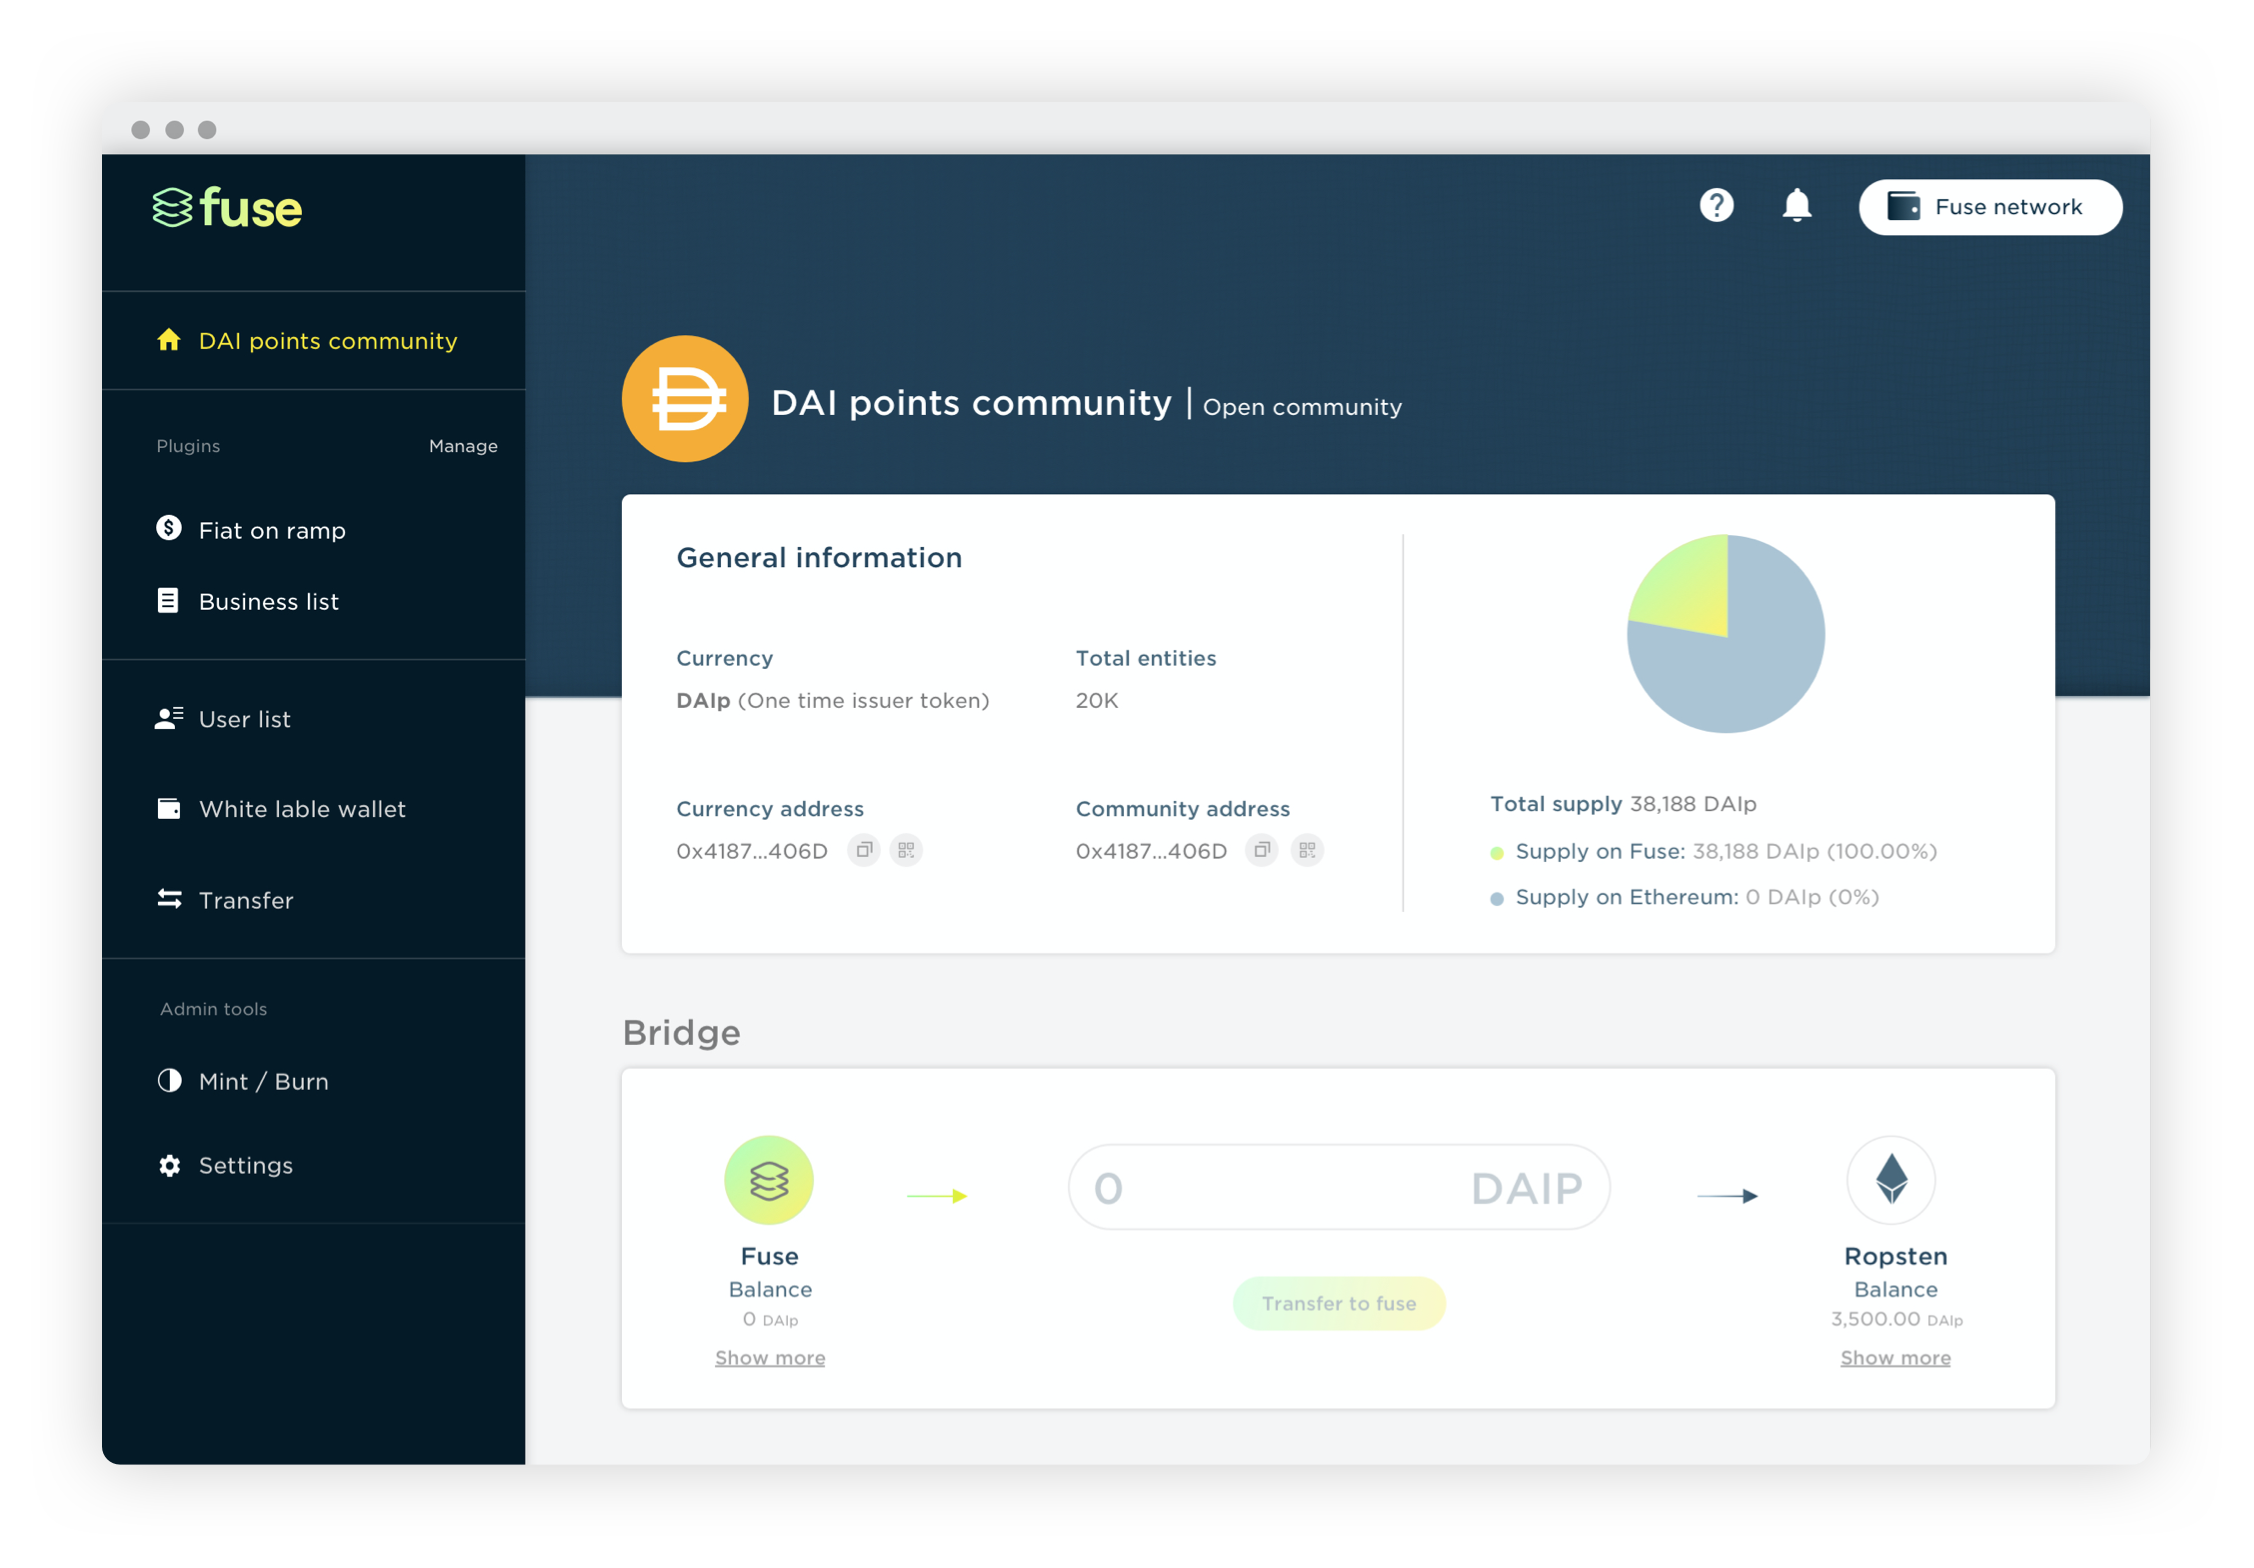 fuse
Fuse network
DAI points community
DAI points community | Open community
Plugins Manage
Fiat on ramp
Business list
User list
White lable wallet
Transfer
Admin tools
Mint / Burn
Settings
General information
Currency
DAIp (One time issuer token)
Total entities
20K
Currency address
0x4187...406D
Community address
0x4187...406D
Total supply 38,188 DAIp
Supply on Fuse: 38,188 DAIp (100.00%)
Supply on Ethereum: 0 DAIp (0%)
Bridge
Fuse
Balance
0 DAIp
Show more
0 DAIP
Transfer to fuse
Ropsten
Balance
3,500.00 DAIp
Show more